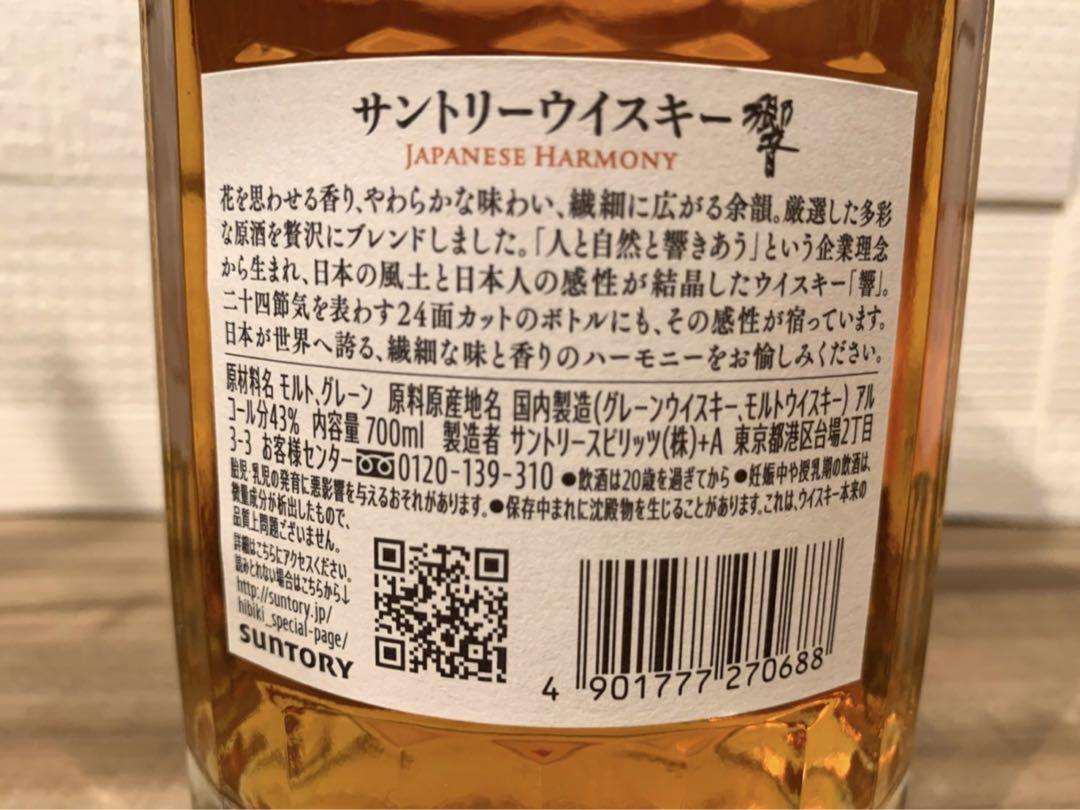 サントリーウイスキー 響
JAPANESE HARMONY
花を思わせる香り、やわらかな味わい、繊細に広がる余韻。厳選した多彩
な原酒を贅沢にブレンドしました。「人と自然と響きあう」という企業理念
から生まれ、日本の風土と日本人の感性が結晶したウイスキー「響」。
二十四節気を表わす24面カットのボトルにも、その感性が宿っています。
日本が世界へ誇る、繊細な味と香りのハーモニーをお愉しみください。
原材料名 モルト、グレーン 原料原産地名 国内製造(グレーンウイスキー、モルトウイスキー) アル
コール分43% 内容量 700ml 製造者 サントリースピリッツ(株)+A 東京都港区台場2丁目
3-3 お客様センター 0120-139-310 ●飲酒は20歳を過ぎてから ●妊娠中や授乳期の飲酒は、
胎児・乳児の発育に悪影響を与えるおそれがあります。●保存中まれに沈殿物を生じることがあります。これは、ウイスキー本来の
微量成分が析出したもので、
品質上問題ございません。
詳細はこちらにアクセスください。
読みとれない場合はこちらから↓
http://suntory.jp/
hibiki_special-page/
SUNTORY
4 901777 270688